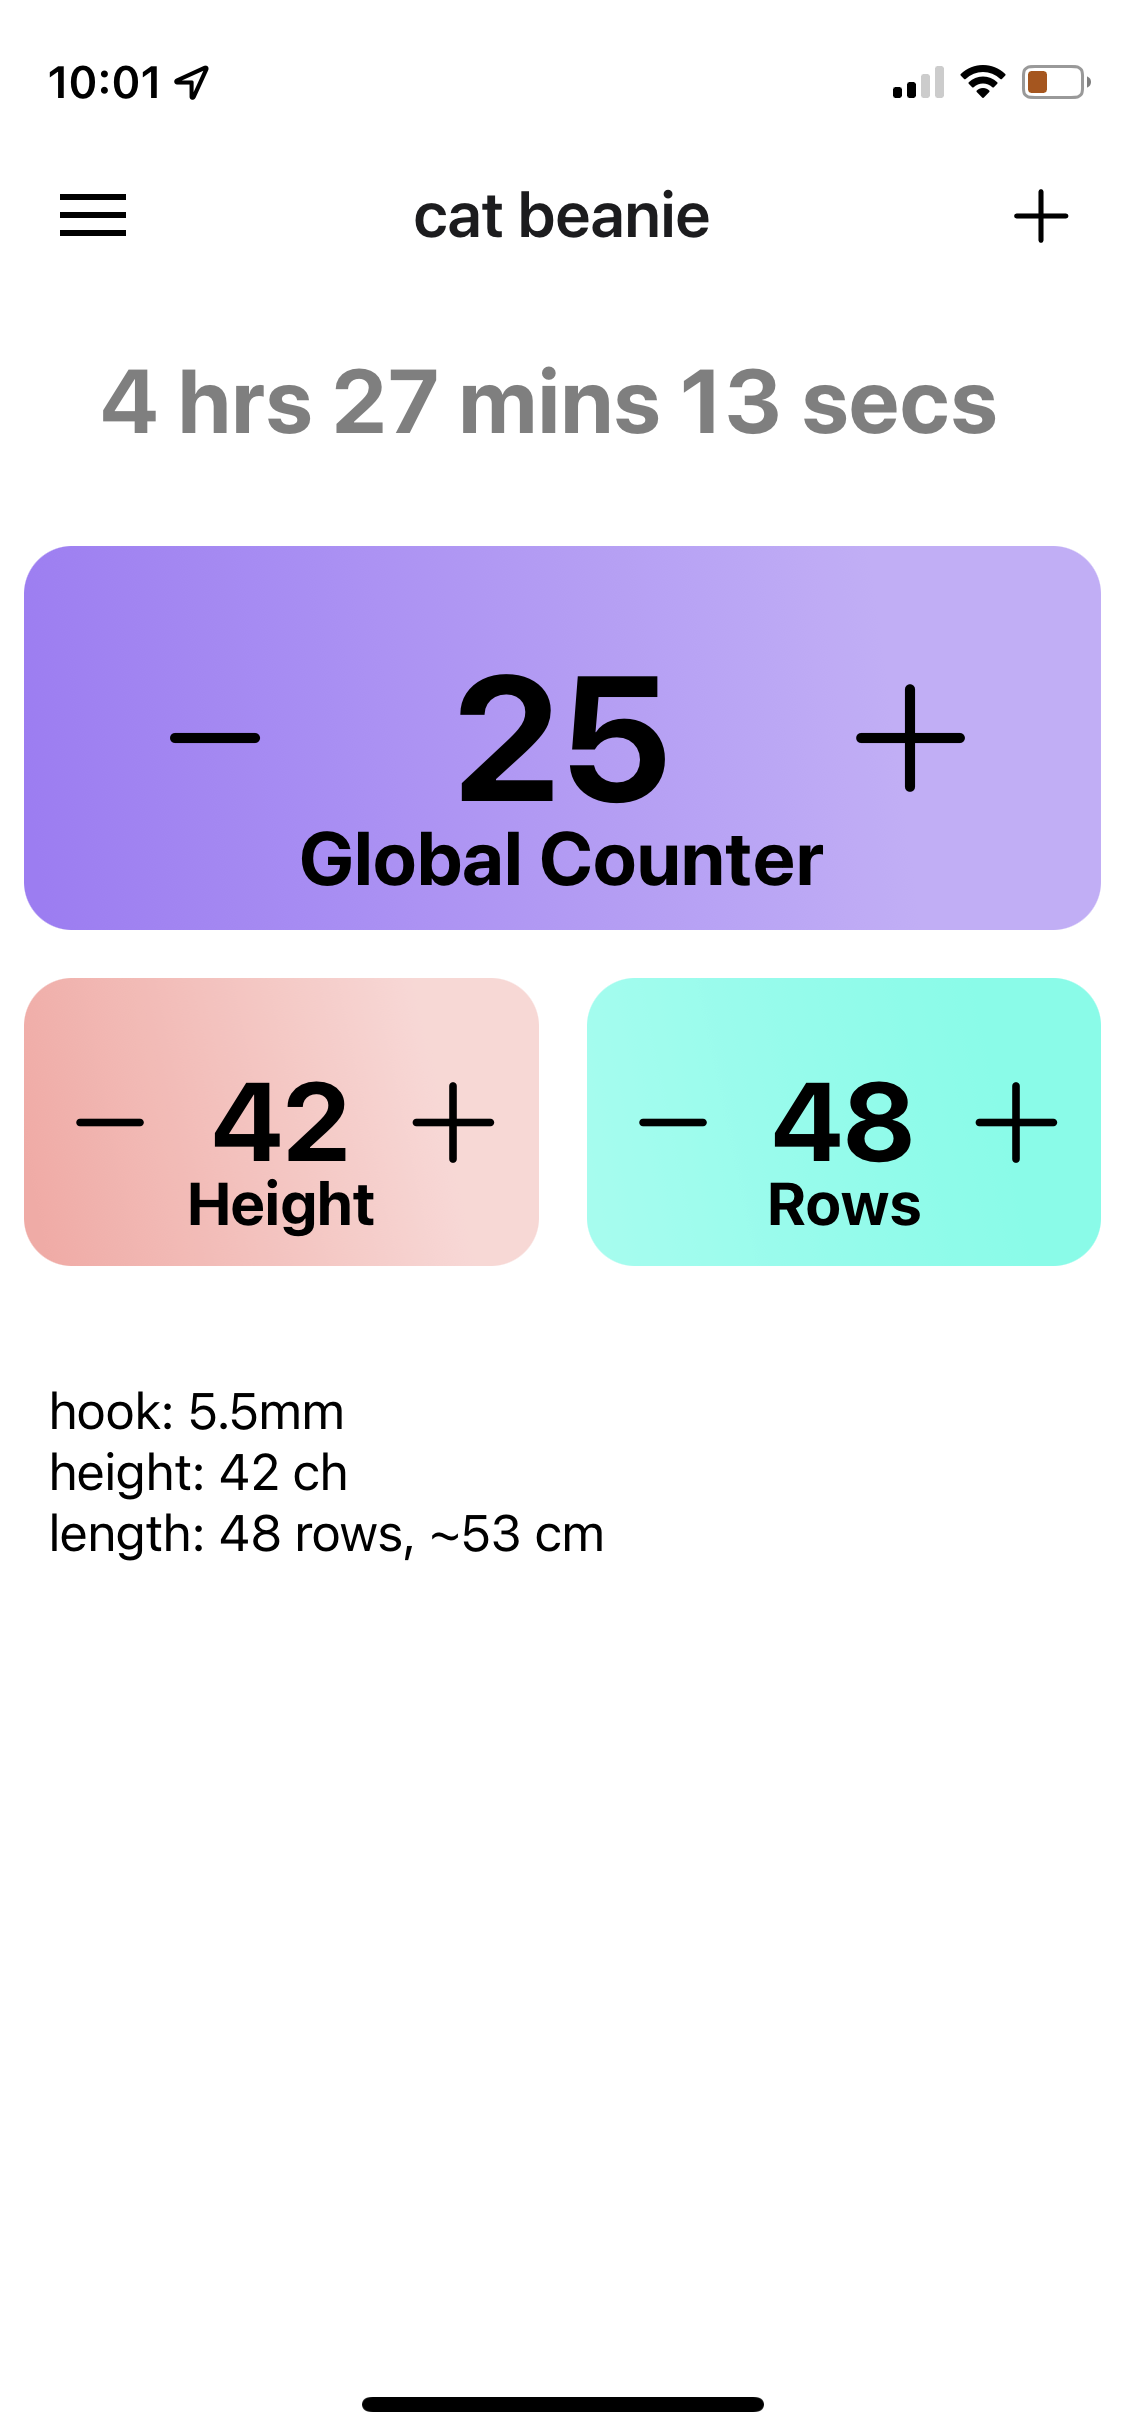 10:01
cat beanie
4 hrs 27 mins 13 secs
25
Global Counter
42
Height
48
Rows
hook: 5.5mm
height: 42 ch
length: 48 rows, ~53 cm